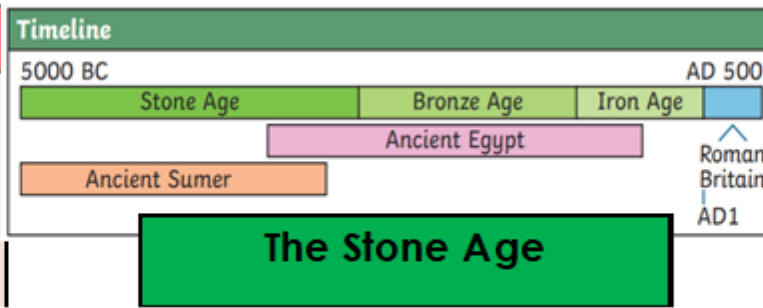 Timeline
5000 BC AD 500
Stone Age Bronze Age Iron Age
Ancient Egypt
Roman
Britain
Ancient Sumer
AD1
The Stone Age